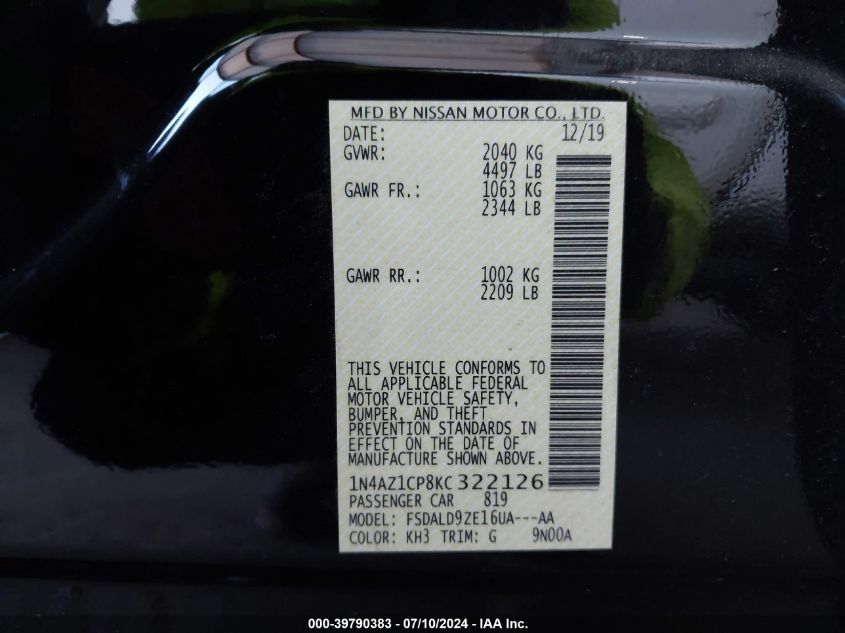 MFD BY NISSAN MOTOR CO., LTD.
DATE: 12/19
GVWR: 2040 KG
4497 LB
GAWR FR.: 1063 KG
2344 LB
GAWR RR.: 1002 KG
2209 LB
THIS VEHICLE CONFORMS TO
ALL APPLICABLE FEDERAL
MOTOR VEHICLE SAFETY,
BUMPER, AND THEFT
PREVENTION STANDARDS IN
EFFECT ON THE DATE OF
MANUFACTURE SHOWN ABOVE.
1N4AZ1CP8KC322126
PASSENGER CAR 819
MODEL: FSDALD9ZE16UA---AA
COLOR: KH3 TRIM: G 9N00A
000-39790383 - 07/10/2024 - IAA Inc.